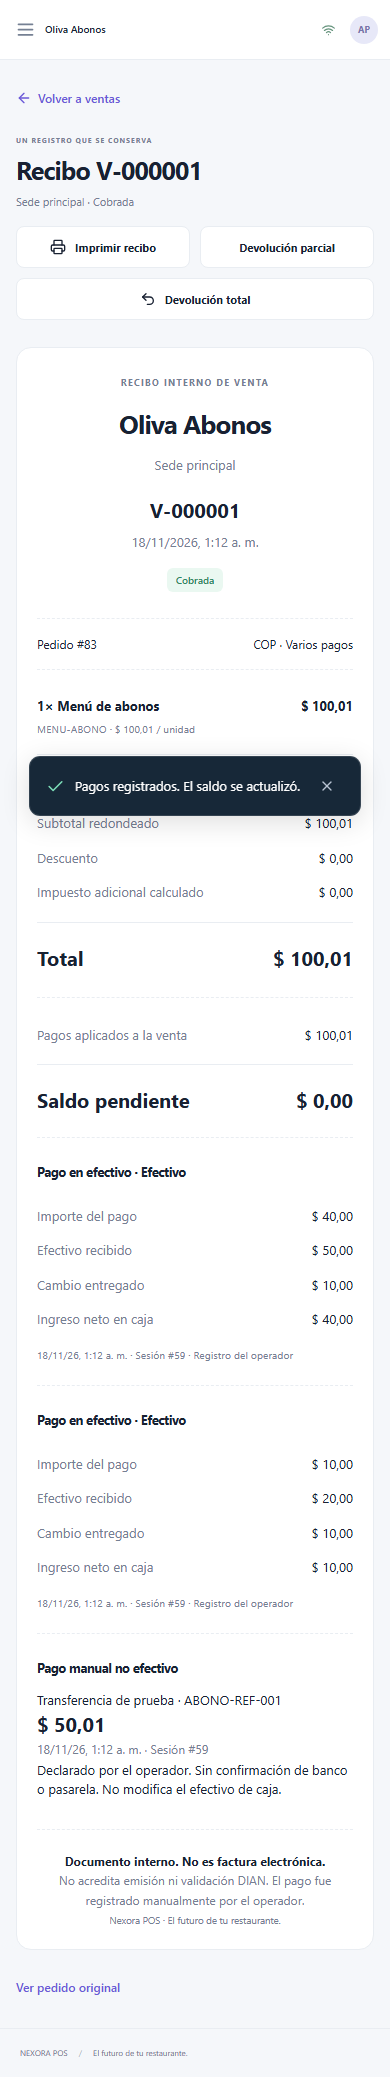 Oliva Abonos
AP
Volver a ventas
UN REGISTRO QUE SE CONSERVA
Recibo V-000001
Sede principal · Cobrada
Imprimir recibo
Devolución parcial
Devolución total
RECIBO INTERNO DE VENTA
Oliva Abonos
Sede principal
V-000001
18/11/2026, 1:12 a. m.
Cobrada
Pedido #83 COP · Varios pagos
1× Menú de abonos $ 100,01
MENU-ABONO · $ 100,01 / unidad
Pagos registrados. El saldo se actualizó.
Subtotal redondeado $ 100,01
Descuento $ 0,00
Impuesto adicional calculado $ 0,00
Total $ 100,01
Pagos aplicados a la venta $ 100,01
Saldo pendiente $ 0,00
Pago en efectivo · Efectivo
Importe del pago $ 40,00
Efectivo recibido $ 50,00
Cambio entregado $ 10,00
Ingreso neto en caja $ 40,00
18/11/26, 1:12 a. m. · Sesión #59 · Registro del operador
Pago en efectivo · Efectivo
Importe del pago $ 10,00
Efectivo recibido $ 20,00
Cambio entregado $ 10,00
Ingreso neto en caja $ 10,00
18/11/26, 1:12 a. m. · Sesión #59 · Registro del operador
Pago manual no efectivo
Transferencia de prueba · ABONO-REF-001
$ 50,01
18/11/26, 1:12 a. m. · Sesión #59
Declarado por el operador. Sin confirmación de banco
o pasarela. No modifica el efectivo de caja.
Documento interno. No es factura electrónica.
No acredita emisión ni validación DIAN. El pago fue
registrado manualmente por el operador.
Nexora POS · El futuro de tu restaurante.
Ver pedido original
NEXORA POS / El futuro de tu restaurante.